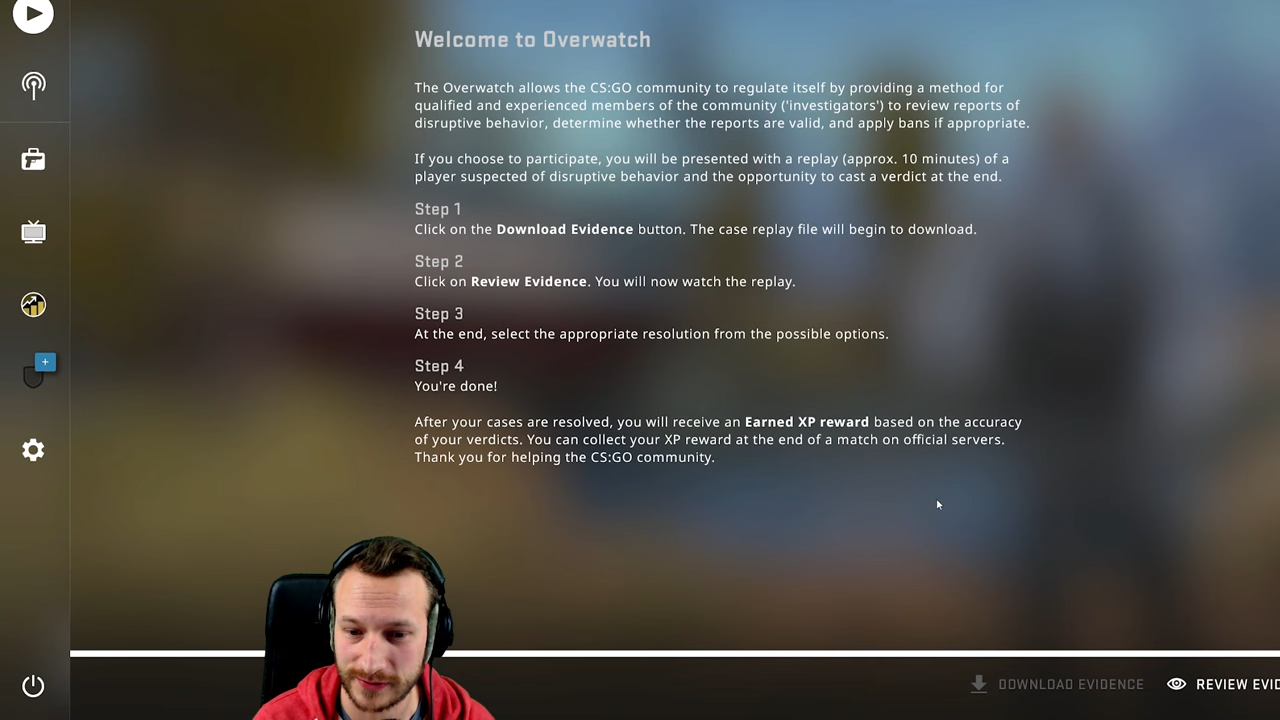 Welcome to Overwatch
The Overwatch allows the CS:GO community to regulate itself by providing a method for
qualified and experienced members of the community ('investigators') to review reports of
disruptive behavior, determine whether the reports are valid, and apply bans if appropriate.
If you choose to participate, you will be presented with a replay (approx. 10 minutes) of a
player suspected of disruptive behavior and the opportunity to cast a verdict at the end.
Step 1
Click on the Download Evidence button. The case replay file will begin to download.
Step 2
Click on Review Evidence. You will now watch the replay.
Step 3
At the end, select the appropriate resolution from the possible options.
Step 4
You're done!
After your cases are resolved, you will receive an Earned XP reward based on the accuracy
of your verdicts. You can collect your XP reward at the end of a match on official servers.
Thank you for helping the CS:GO community.
DOWNLOAD EVIDENCE
REVIEW EVID